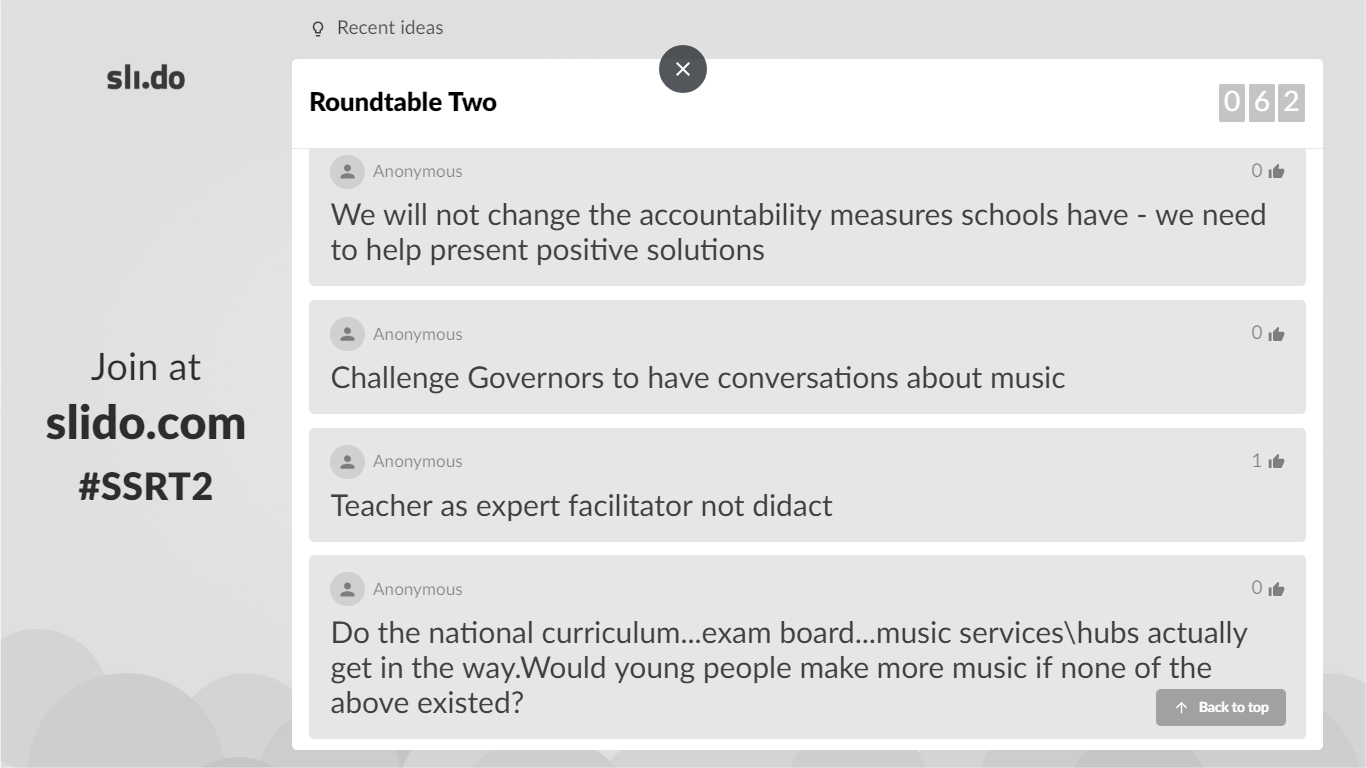 Recent ideas
sli.do
Roundtable Two
062
Anonymous
0
We will not change the accountability measures schools have - we need
to help present positive solutions
Anonymous
0
Challenge Governors to have conversations about music
Anonymous
1
Teacher as expert facilitator not didact
Anonymous
0
Do the national curriculum...exam board...music services\hubs actually
get in the way.Would young people make more music if none of the
above existed?
Back to top
Join at
slido.com
#SSRT2